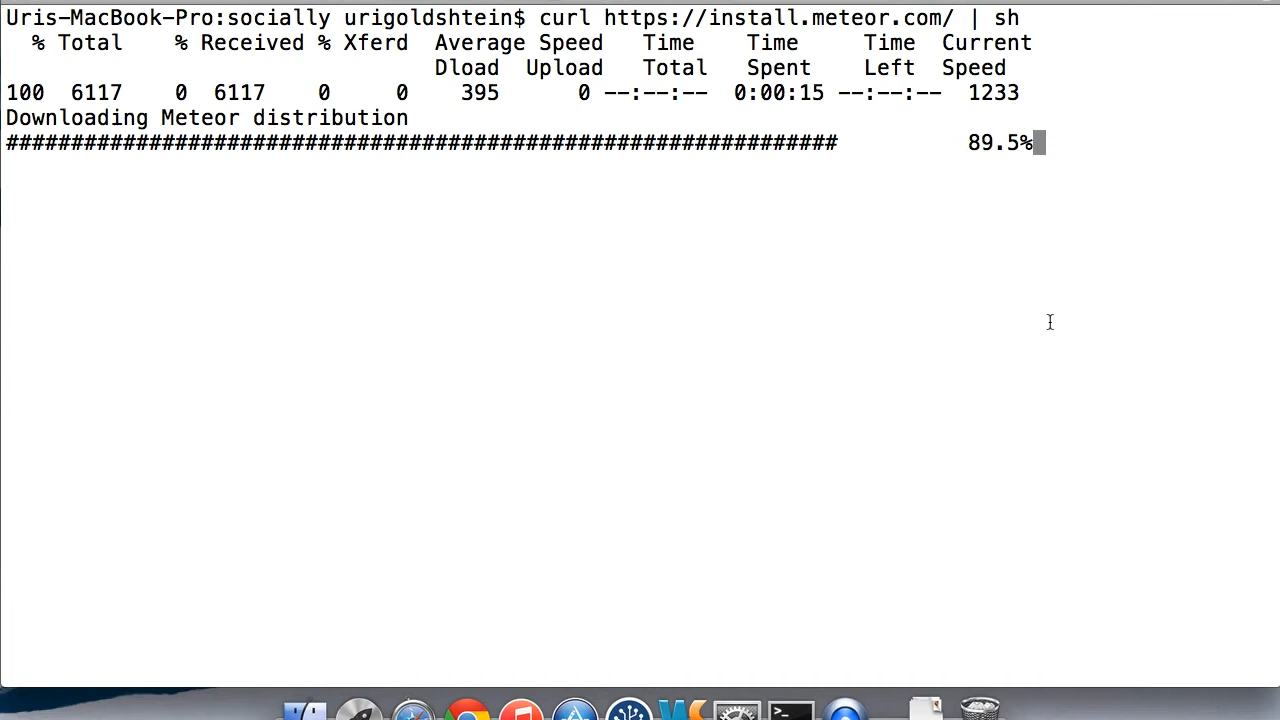 Uris-MacBook-Pro:socially urigoldshtein$ curl https://install.meteor.com/ | sh
% Total % Received % Xferd Average Speed Time Time Time Current
Dload Upload Total Spent Left Speed
100 6117 0 6117 0 0 395 0 --:--:-- 0:00:15 --:--:-- 1233
Downloading Meteor distribution
################################################################ 89.5%